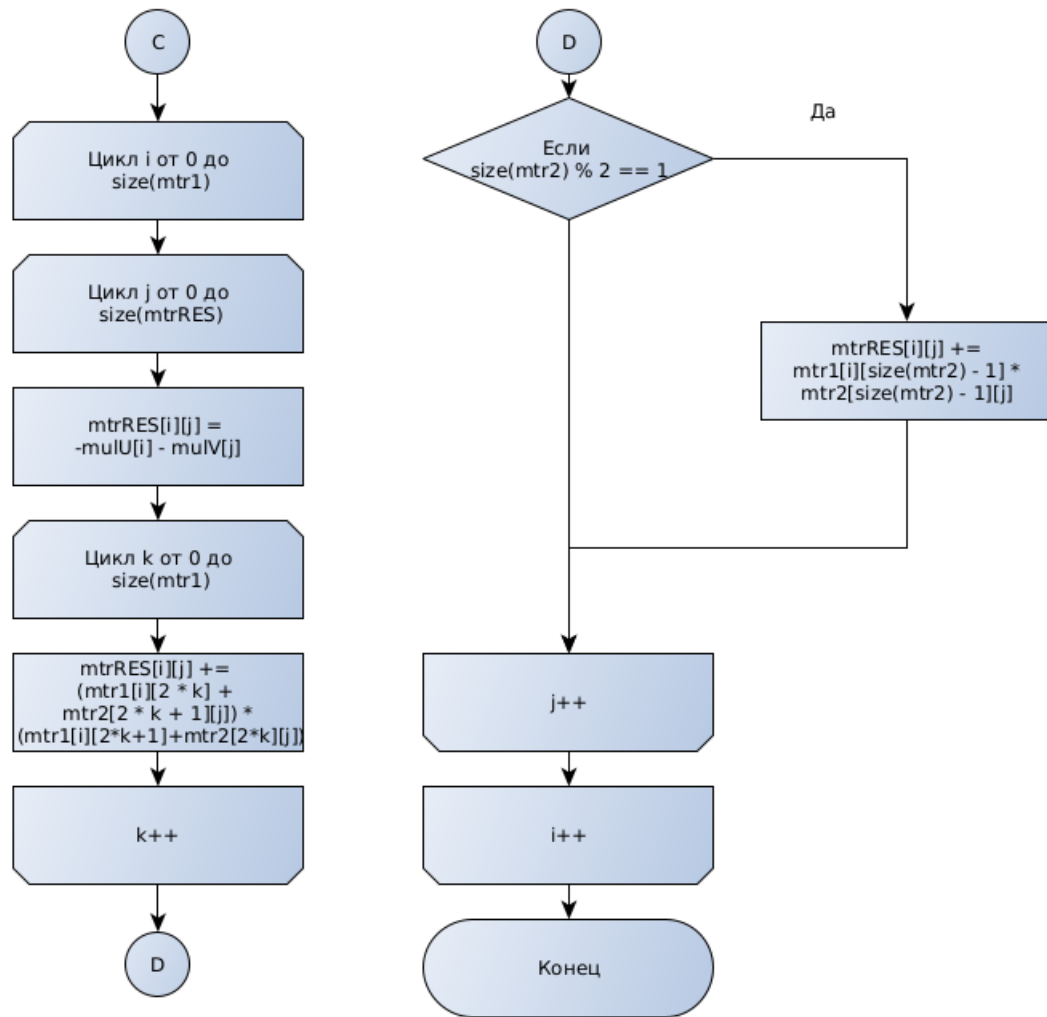 C
Цикл i от 0 до
size(mtr1)
Цикл j от 0 до
size(mtrRES)
mtrRES[i][j] =
-mulU[i] - mulV[j]
Цикл k от 0 до
size(mtr1)
mtrRES[i][j] +=
(mtr1[i][2 * k] +
mtr2[2 * k + 1][j]) *
(mtr1[i][2*k+1]+mtr2[2*k][j])
k++
D
D
Если
size(mtr2) % 2 == 1
Да
mtrRES[i][j] +=
mtr1[i][size(mtr2) - 1] *
mtr2[size(mtr2) - 1][j]
j++
i++
Конец